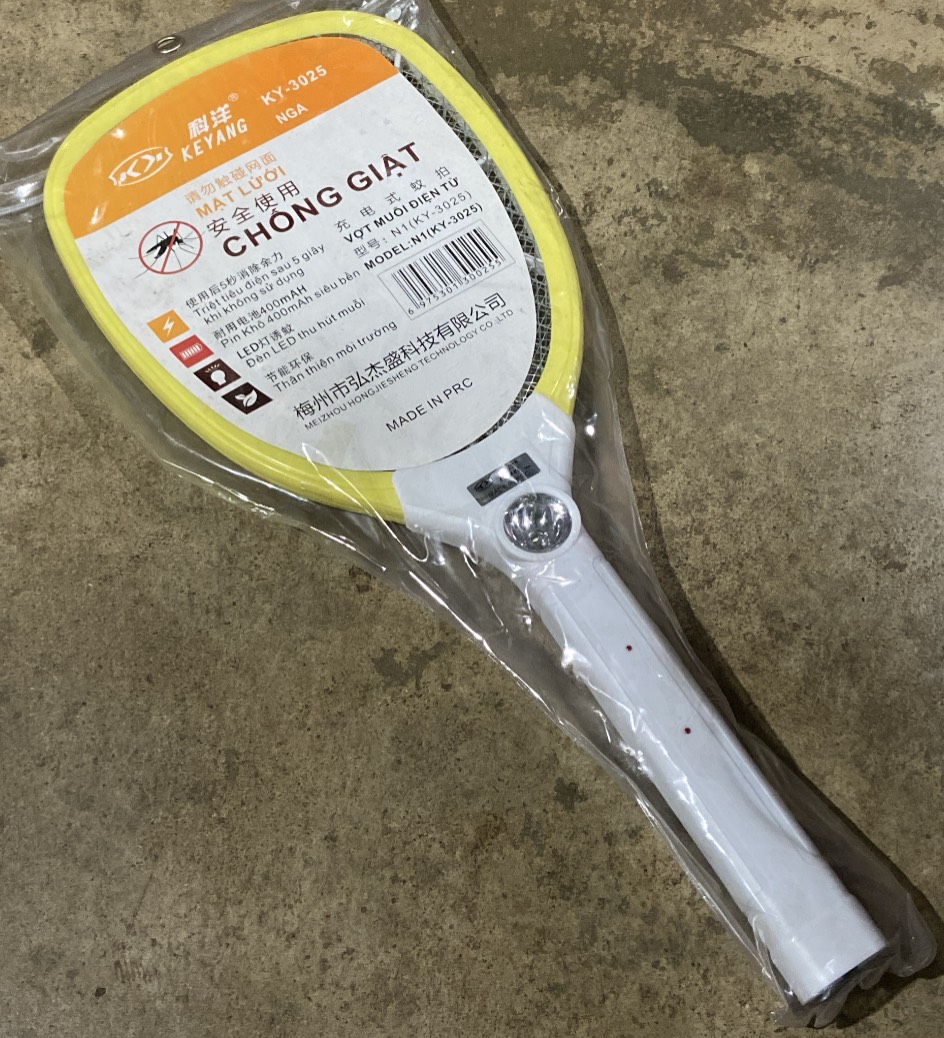 科洋®
KEYANG
KY-3025
NGA
请勿触碰网面
MẶT LƯỚI
安全使用
CHỐNG GIẬT
充电式蚊拍
VỢT MUỖI ĐIỆN TỬ
型号：N1(KY-3025)
MODEL:N1(KY-3025)
6 975301 300255
使用后5秒消除余力
Triệt tiêu điện sau 5 giây
khi không sử dụng
耐用电池400mAH
Pin Khô 400mAh siêu bền
LED灯诱蚊
Đèn LED thu hút muỗi
节能环保
Thân thiện môi trường
梅州市弘杰盛科技有限公司
MEIZHOU HONGJIESHENG TECHNOLOGY CO.,LTD
MADE IN PRC